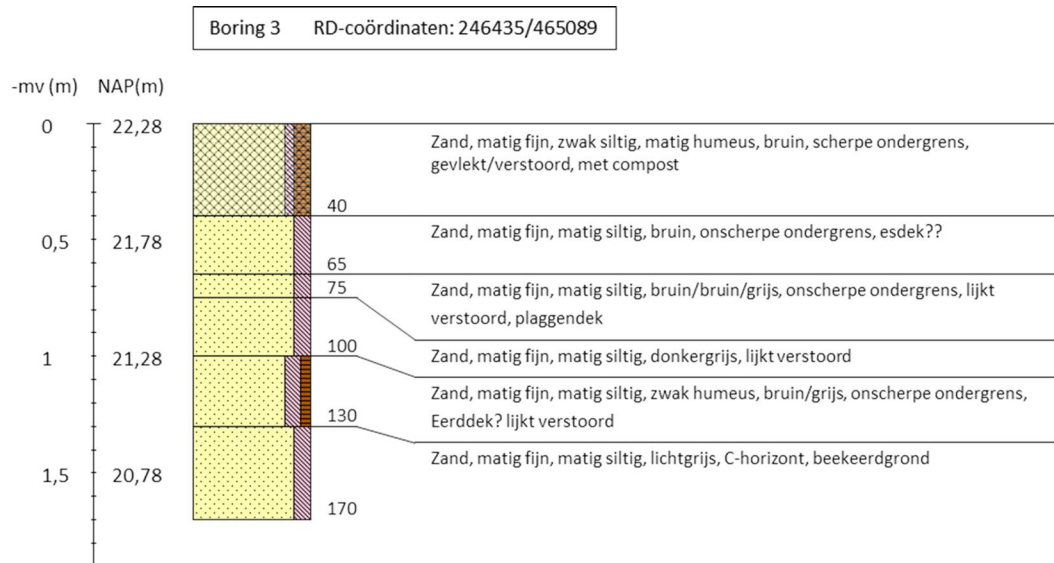 Boring 3 RD-coördinaten: 246435/465089
-mv (m) NAP(m)
0 22,28
Zand, matig fijn, zwak siltig, matig humeus, bruin, scherpe ondergrens,
gevlekt/verstoord, met compost
40
0,5 21,78
Zand, matig fijn, matig siltig, bruin, onscherpe ondergrens, esdek??
65
75
Zand, matig fijn, matig siltig, bruin/bruin/grijs, onscherpe ondergrens, lijkt
verstoord, plaggendek
100
1 21,28
Zand, matig fijn, matig siltig, donkergrijs, lijkt verstoord
Zand, matig fijn, matig siltig, zwak humeus, bruin/grijs, onscherpe ondergrens,
Eerddek? lijkt verstoord
130
1,5 20,78
Zand, matig fijn, matig siltig, lichtgrijs, C-horizont, beekeerdgrond
170